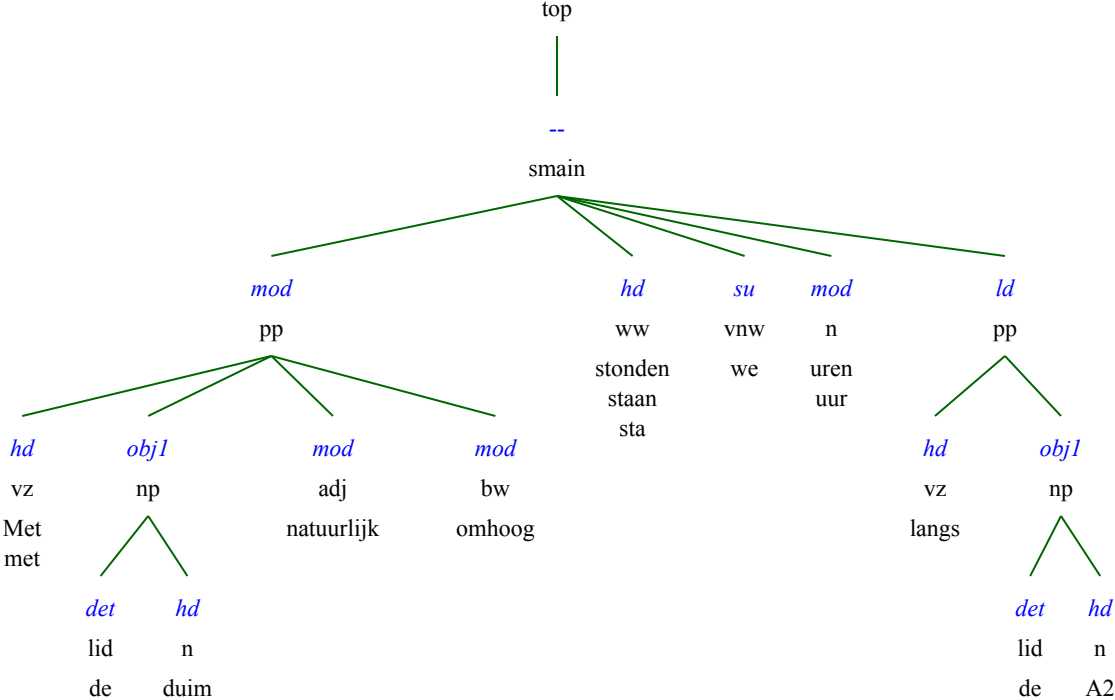 top
--
smain
mod hd su mod ld
pp ww vnw n pp
stonden we uren
staan uur
sta
hd obj1 mod mod hd obj1
vz np adj bw vz np
Met natuurlijk omhoog langs
met
det hd det hd
lid n lid n
de duim de A2